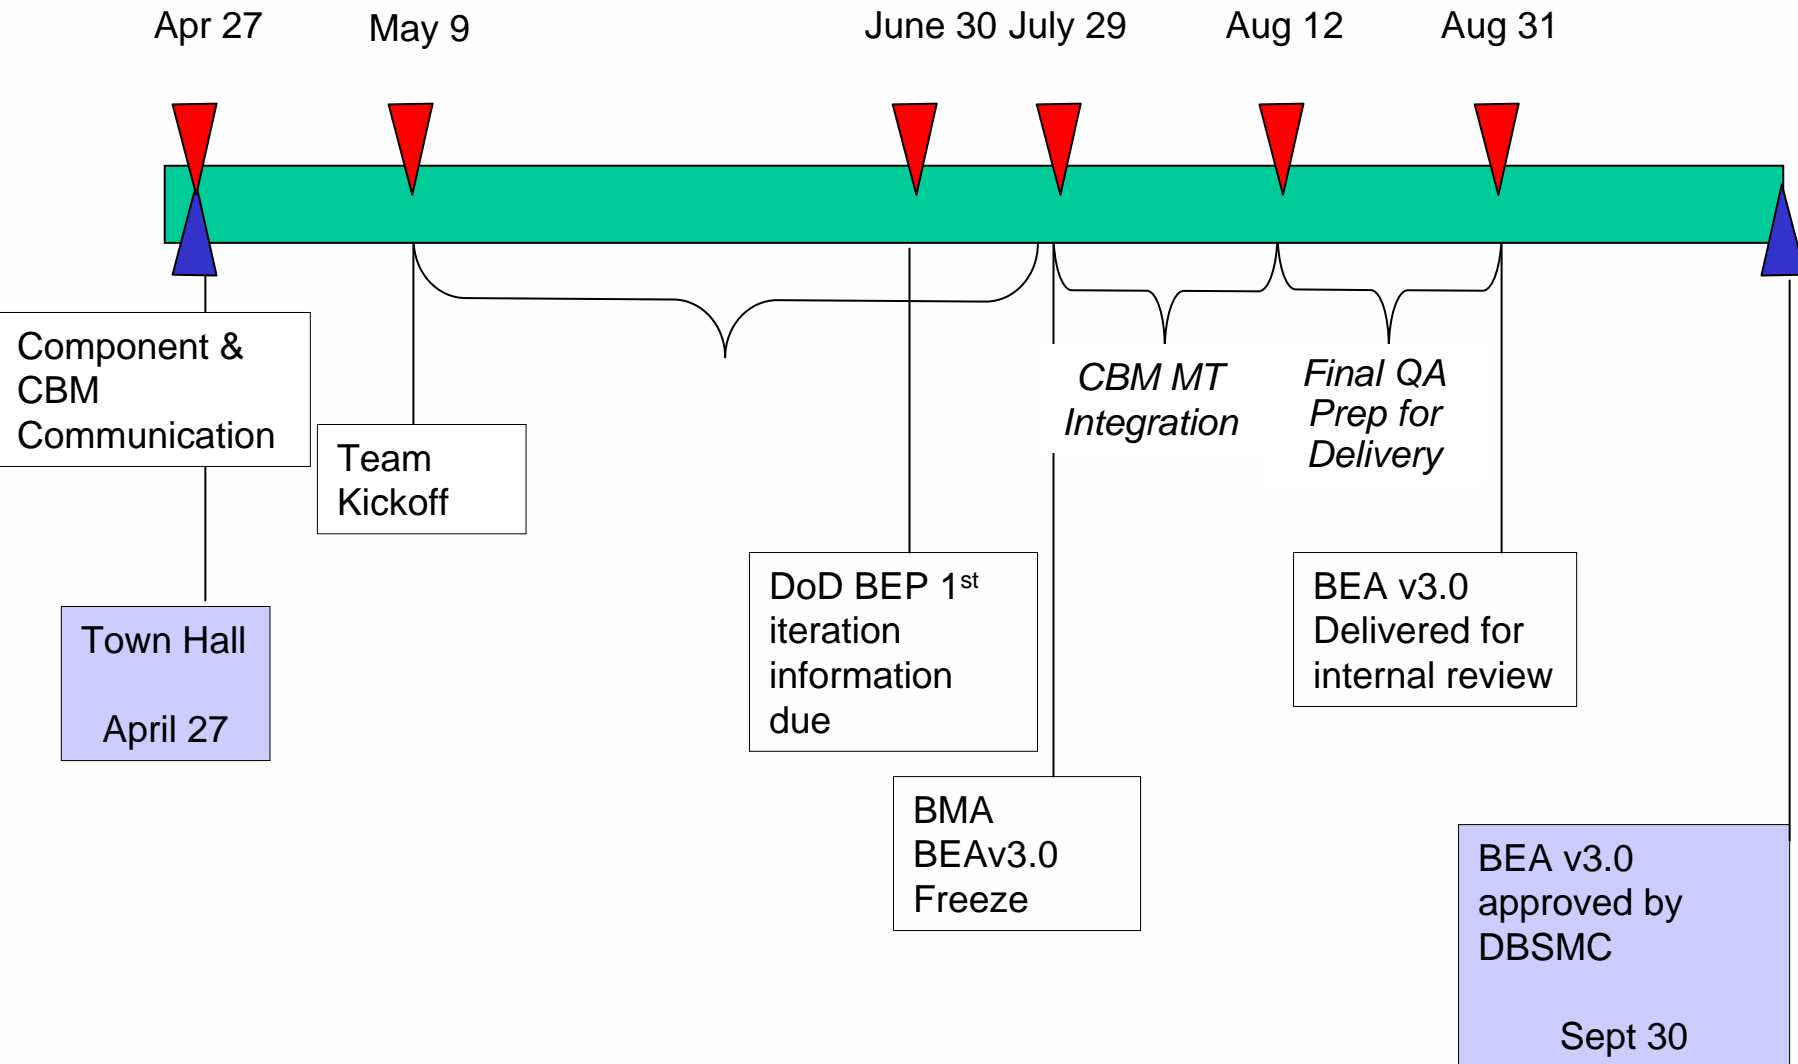 Apr 27
May 9
June 30
July 29
Aug 12
Aug 31
Component &
CBM
Communication
Team
Kickoff
CBM MT
Integration
Final QA
Prep for
Delivery
Town Hall
April 27
DoD BEP 1st
iteration
information
due
BEA v3.0
Delivered for
internal review
BMA
BEAv3.0
Freeze
BEA v3.0
approved by
DBSMC
Sept 30